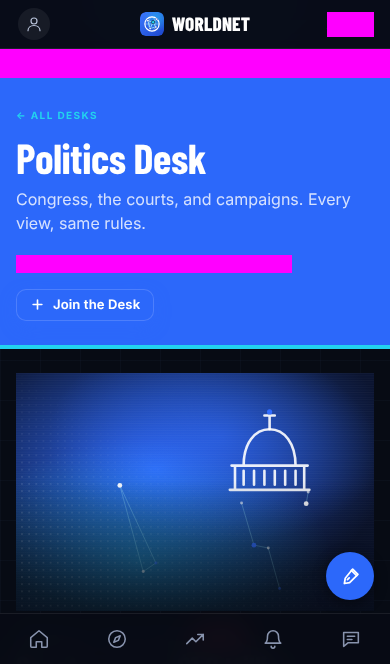 WORLDNET
← ALL DESKS
Politics Desk
Congress, the courts, and campaigns. Every
view, same rules.
+ Join the Desk